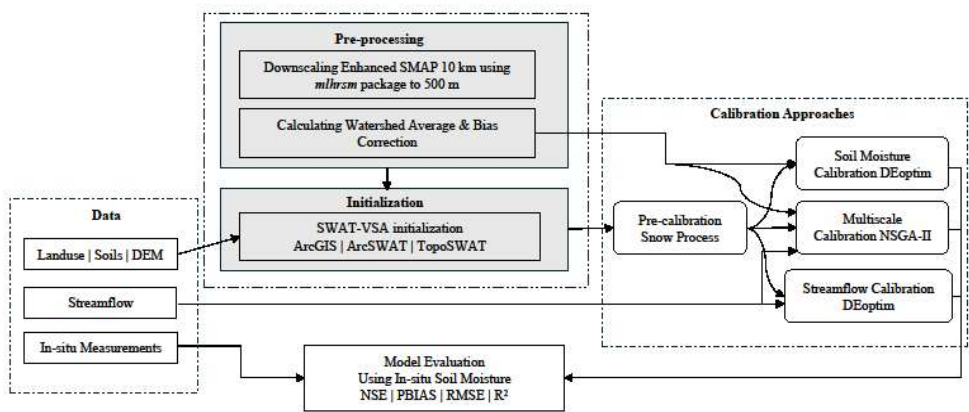 Pre-processing
Downscaling Enhanced SMAP 10 km using
mlhrsm package to 500 m
Calculating Watershed Average & Bias
Correction
Initialization
SWAT-VSA initilization
ArcGIS | ArcSWAT | TopoSWAT
Data
Landuse | Soils | DEM
Streamflow
In-situ Measurements
Calibration Approaches
Pre-calibration
Snow Process
Soil Moisture
Calibration DEoptim
Multiscale
Calibration NSGA-II
Streamflow Calibration
DEoptim
Model Evaluation
Using In-situ Soil Moisture
NSE | PBIAS | RMSE | R²